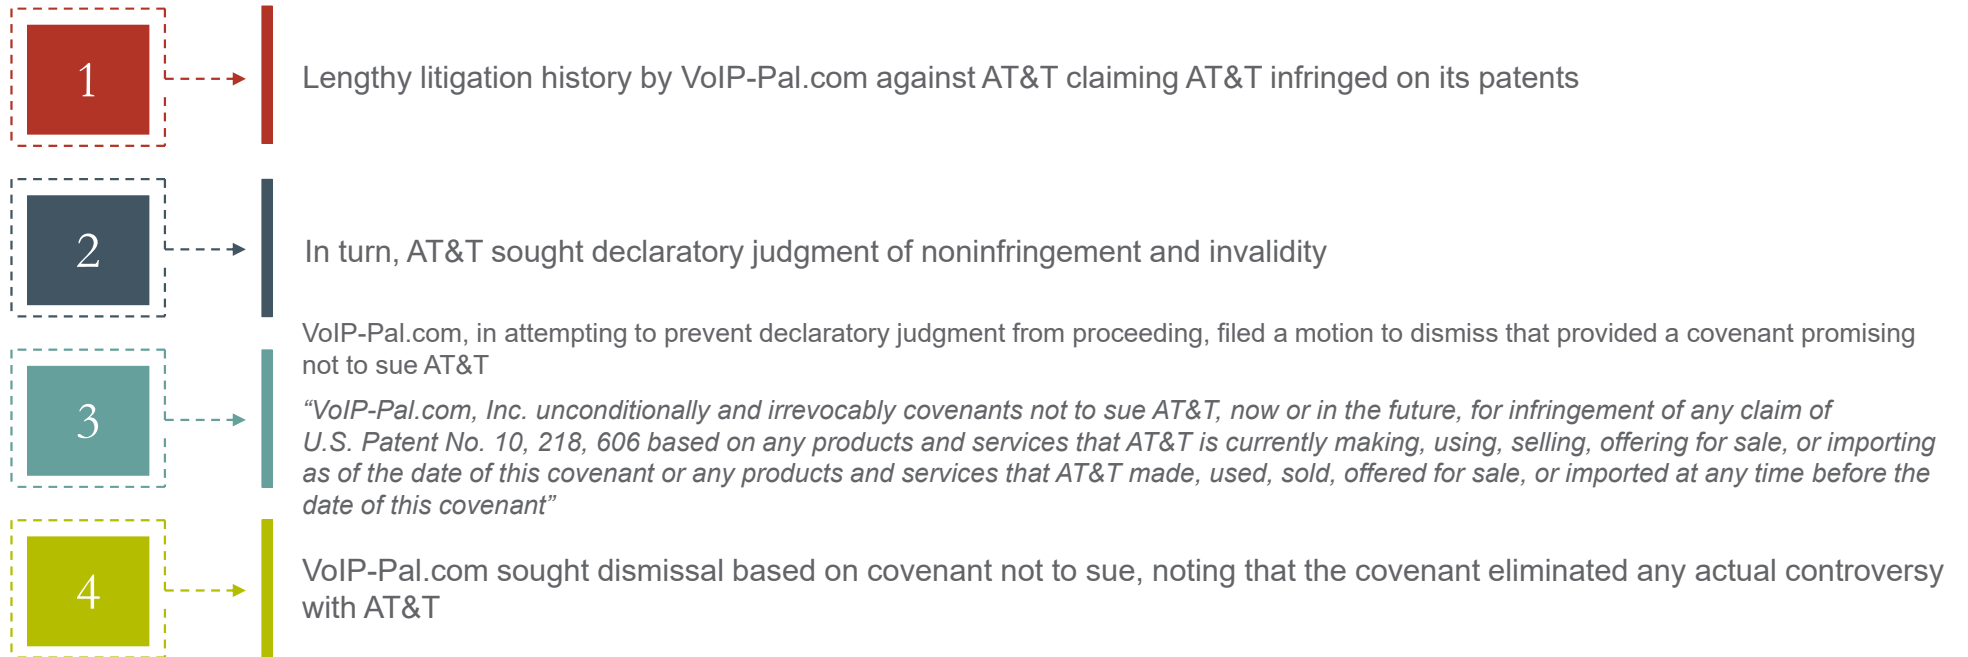 1
Lengthy litigation history by VoIP-Pal.com against AT&T claiming AT&T infringed on its patents
2
In turn, AT&T sought declaratory judgment of noninfringement and invalidity
3
VoIP-Pal.com, in attempting to prevent declaratory judgment from proceeding, filed a motion to dismiss that provided a covenant promising
not to sue AT&T
“VoIP-Pal.com, Inc. unconditionally and irrevocably covenants not to sue AT&T, now or in the future, for infringement of any claim of
U.S. Patent No. 10, 218, 606 based on any products and services that AT&T is currently making, using, selling, offering for sale, or importing
as of the date of this covenant or any products and services that AT&T made, used, sold, offered for sale, or imported at any time before the
date of this covenant”
4
VoIP-Pal.com sought dismissal based on covenant not to sue, noting that the covenant eliminated any actual controversy
with AT&T